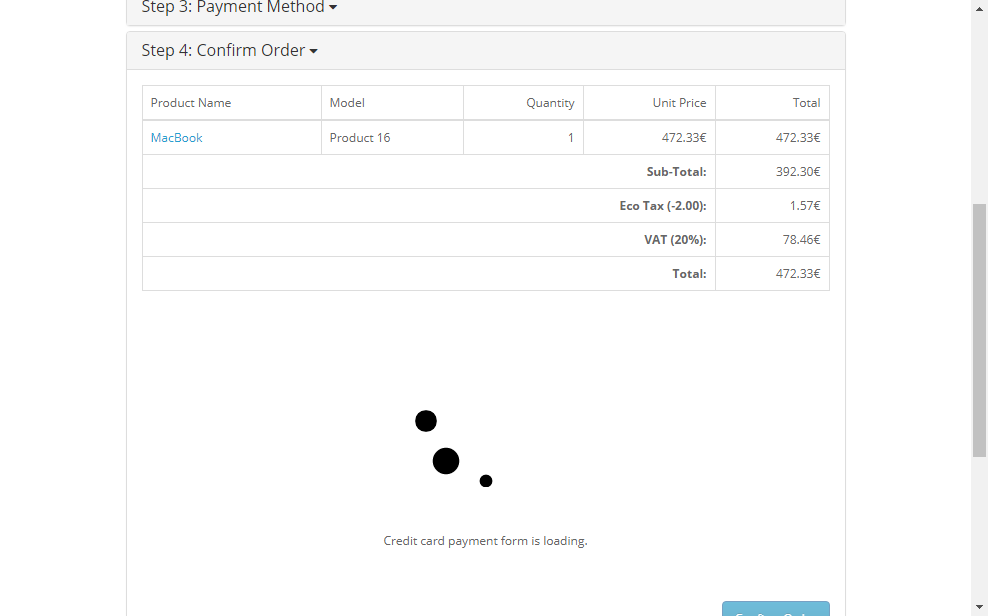 Step 3: Payment Method
Step 4: Confirm Order
Product Name Model Quantity Unit Price Total
MacBook Product 16 1 472.33€ 472.33€
Sub-Total: 392.30€
Eco Tax (-2.00): 1.57€
VAT (20%): 78.46€
Total: 472.33€
Credit card payment form is loading.